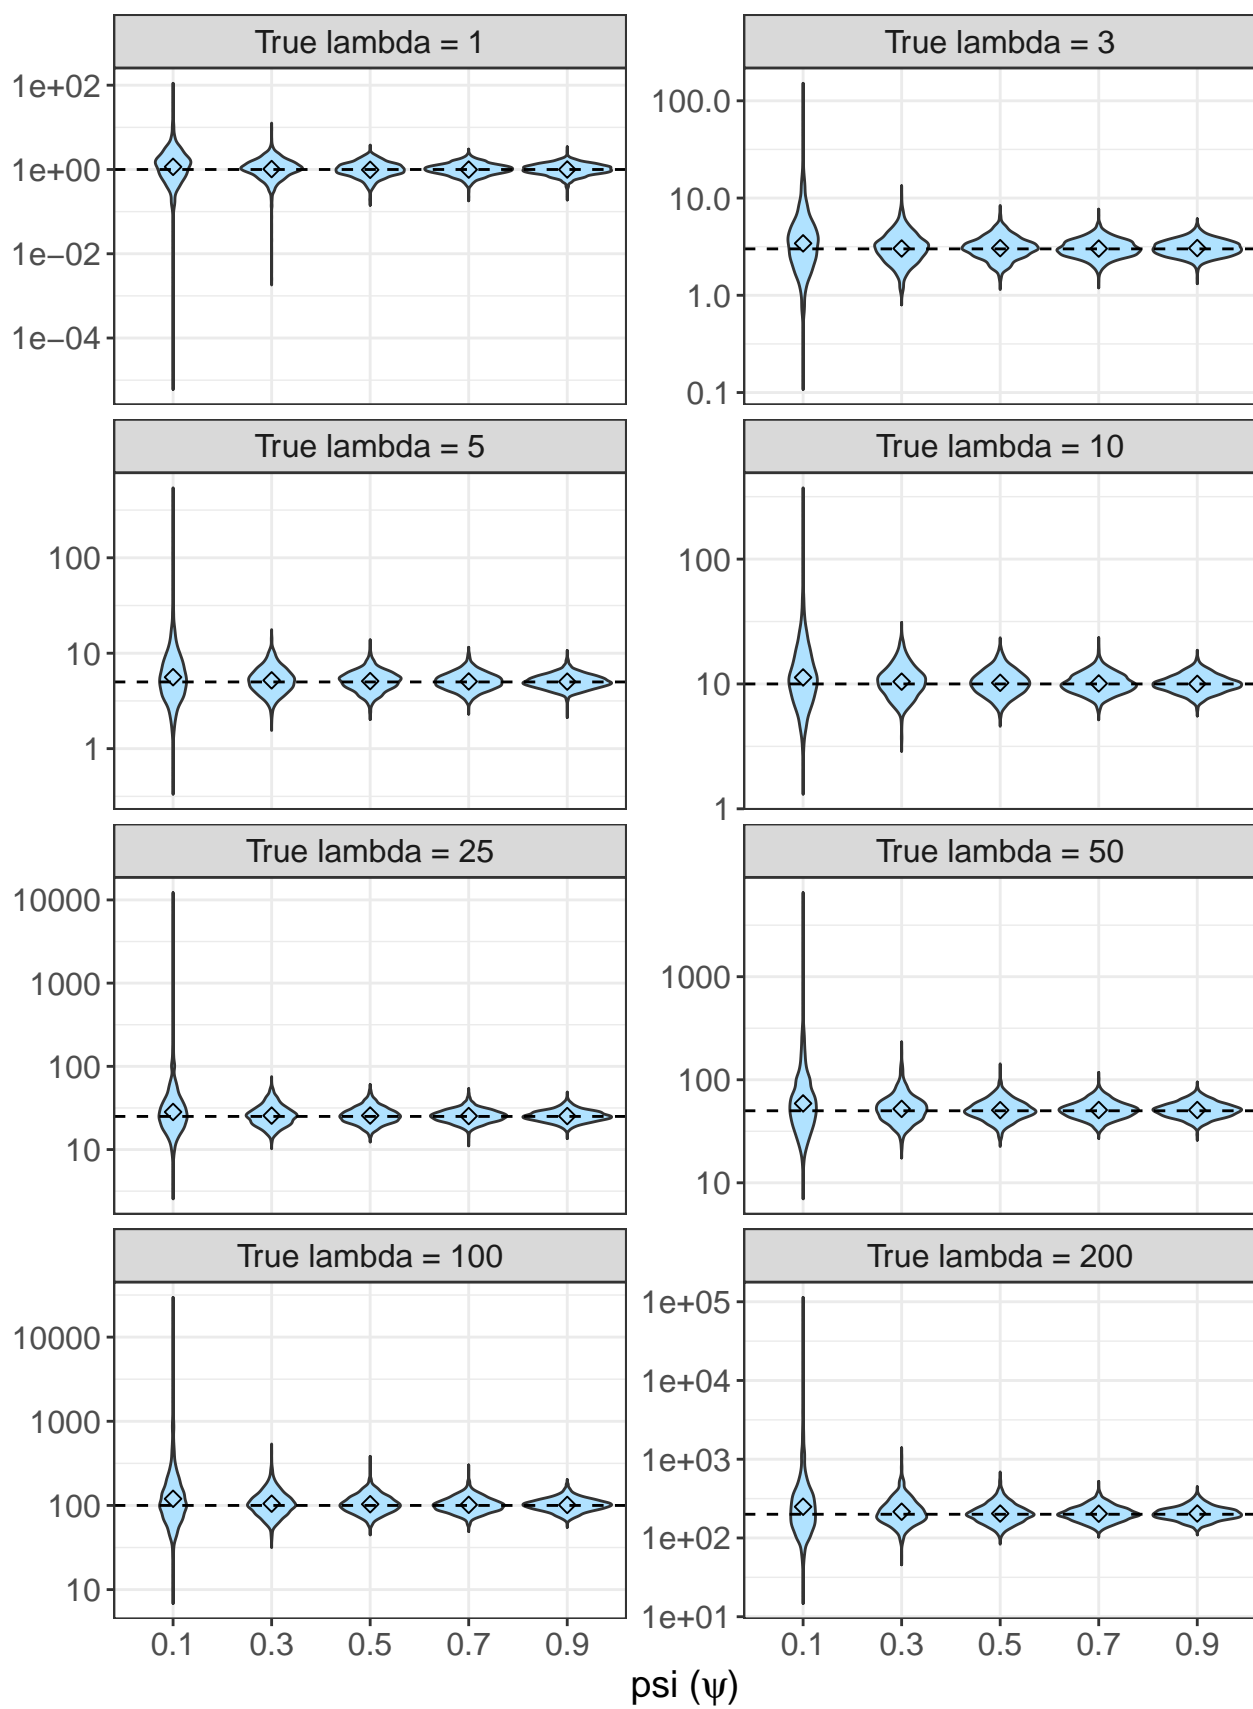 True lambda = 1
True lambda = 3
1e+02
1e+00
1e−02
1e−04
100.0
10.0
1.0
0.1
True lambda = 5
True lambda = 10
100
10
1
100
10
1
True lambda = 25
True lambda = 50
10000
1000
100
10
1000
100
10
True lambda = 100
True lambda = 200
10000
1000
100
10
1e+05
1e+04
1e+03
1e+02
1e+01
0.1 0.3 0.5 0.7 0.9
0.1 0.3 0.5 0.7 0.9
psi (ψ)